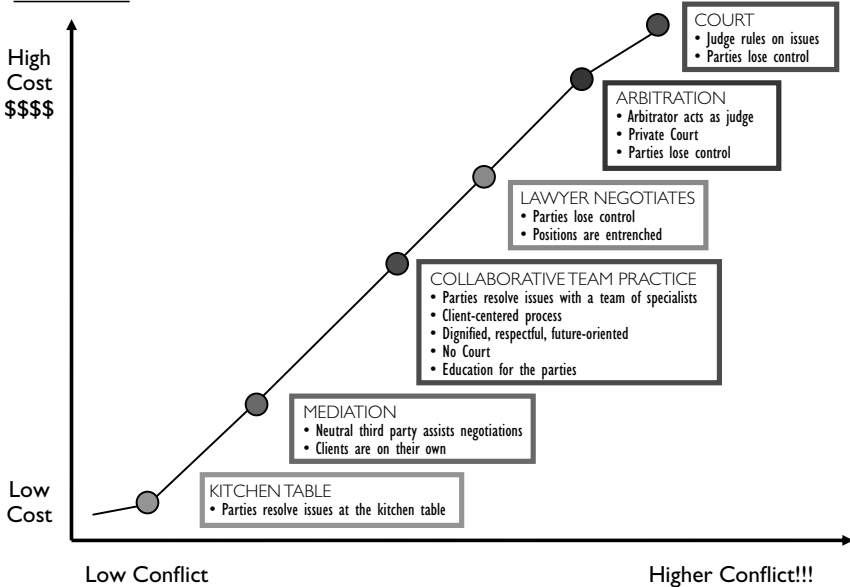 High
Cost
$$$$
COURT
• Judge rules on issues
• Parties lose control
ARBITRATION
• Arbitrator acts as judge
• Private Court
• Parties lose control
LAWYER NEGOTIATES
• Parties lose control
• Positions are entrenched
COLLABORATIVE TEAM PRACTICE
• Parties resolve issues with a team of specialists
• Client-centered process
• Dignified, respectful, future-oriented
• No Court
• Education for the parties
MEDIATION
• Neutral third party assists negotiations
• Clients are on their own
KITCHEN TABLE
• Parties resolve issues at the kitchen table
Low
Cost
Low Conflict
Higher Conflict!!!